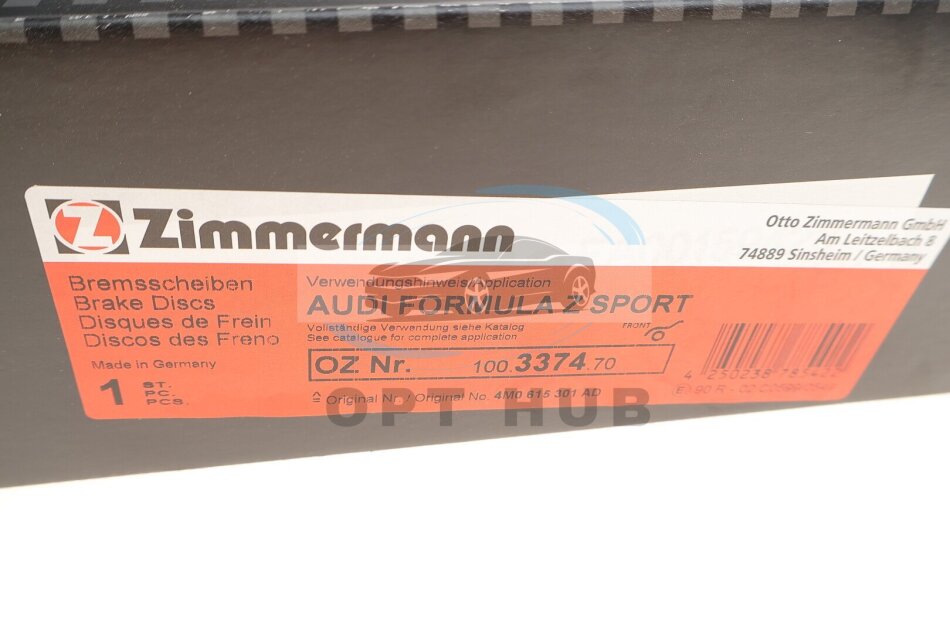 Z Zimmermann
Otto Zimmermann GmbH
Am Leitzelbach 8
74889 Sinsheim / Germany
Bremsscheiben
Brake Discs
Disques de Frein
Discos des Freno
Made in Germany
1 ST.
PC.
PCS.
Verwendungshinweis/Application
AUDI FORMULA Z SPORT
Vollständige Verwendung siehe Katalog
See catalogue for complete application
FRONT
OZ Nr. 100.3374.70
≙ Original Nr. / Original No. 4M0 615 301 AD
OPT HUB